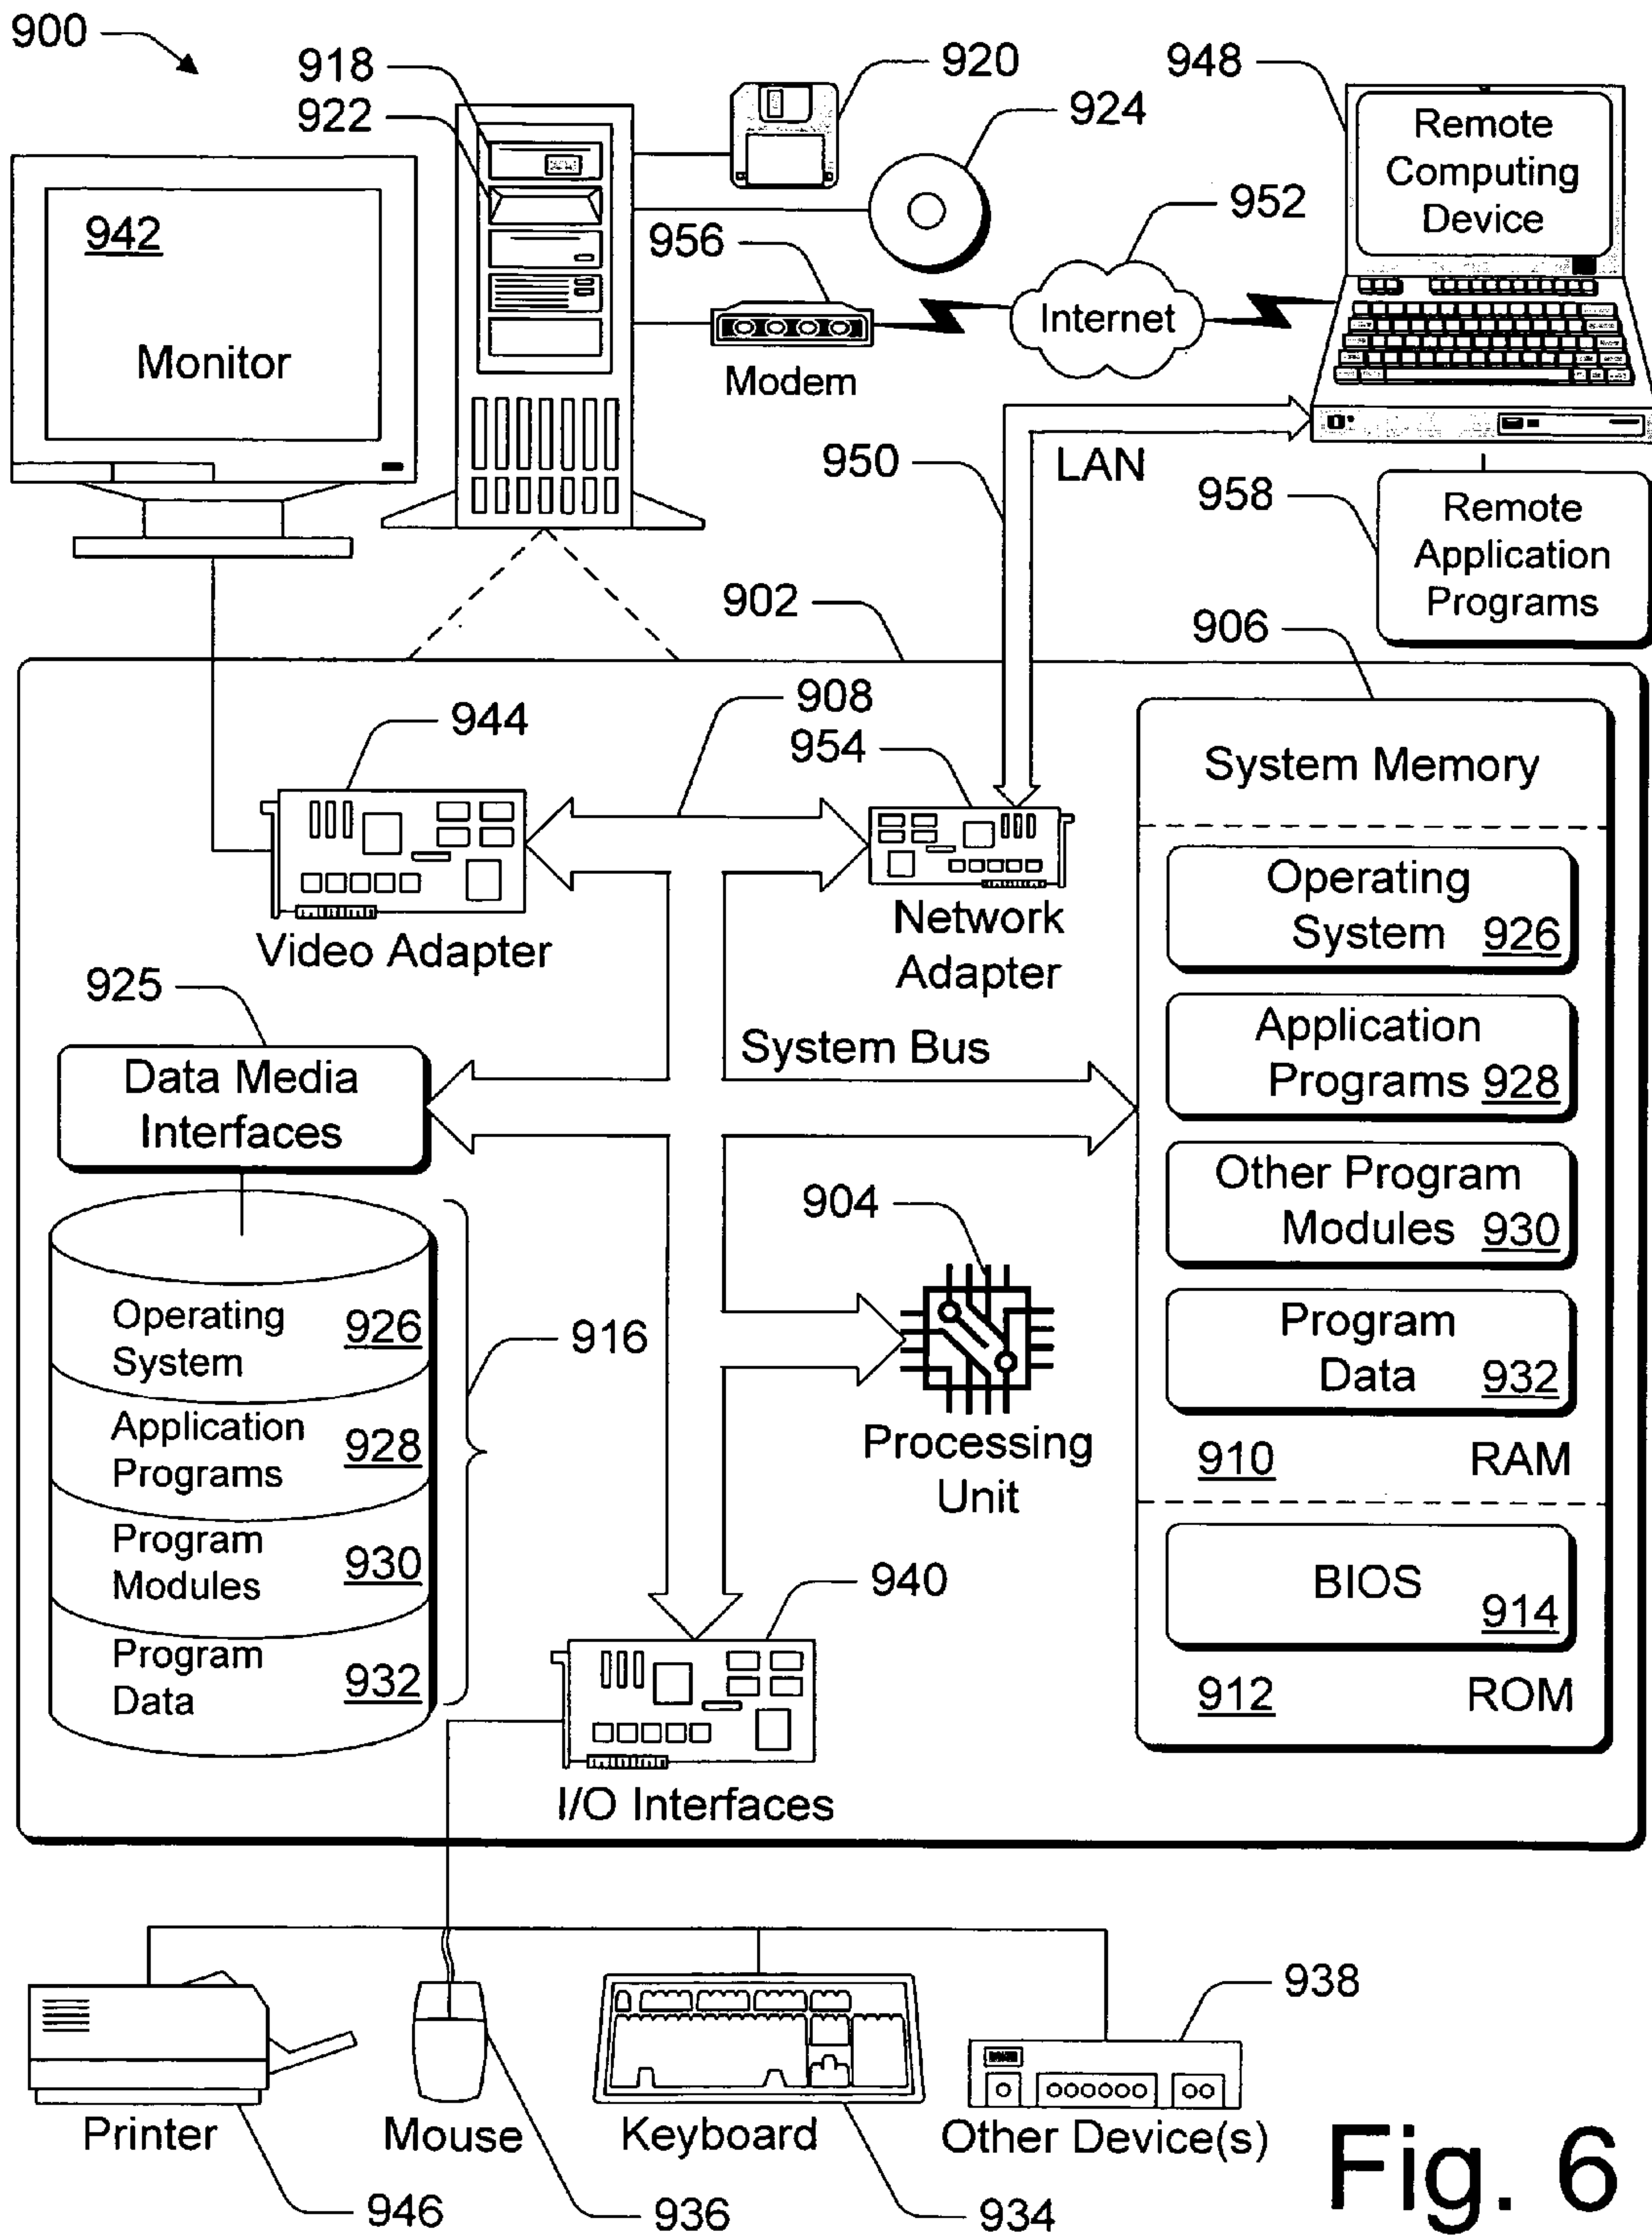 900
918
922
920
924
948
Remote
Computing
Device
942
Monitor
956
Modem
952
Internet
950
LAN
958
Remote
Application
Programs
902
906
908
944
954
Video Adapter
Network
Adapter
System Memory
Operating
System 926
Application
Programs 928
Other Program
Modules 930
Program
Data 932
910 RAM
BIOS
914
912 ROM
925
Data Media
Interfaces
System Bus
904
Processing
Unit
Operating
System 926
Application
Programs 928
Program
Modules 930
Program
Data 932
916
940
I/O Interfaces
Printer
946
Mouse
936
Keyboard
934
938
Other Device(s)
Fig. 6